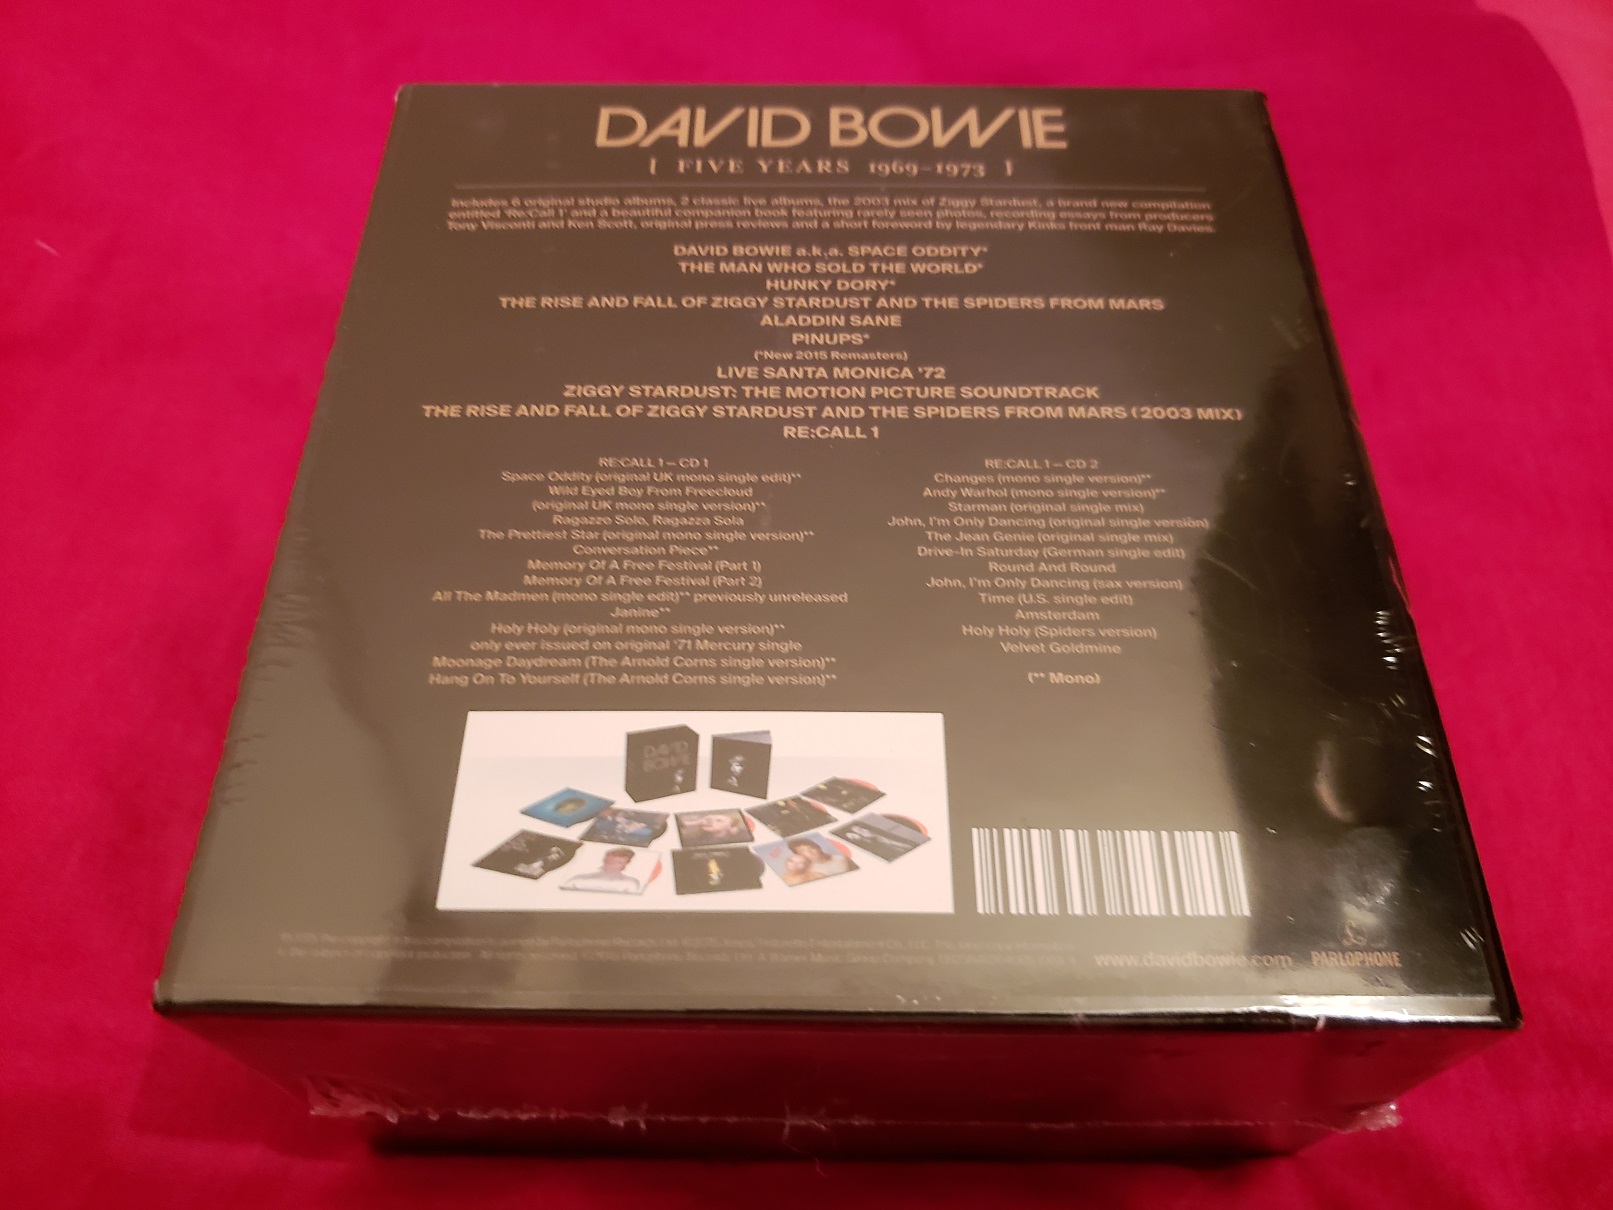 DAVID BOWIE
[ FIVE YEARS 1969–1973 ]
Includes 6 original studio albums, 2 classic live albums, the 2003 mix of Ziggy Stardust, a brand new compilation
entitled 'Re:Call 1' and a beautiful companion book featuring rarely seen photos, recording essays from producers
Tony Visconti and Ken Scott, original press reviews and a short foreword by legendary Kinks front man Ray Davies.
DAVID BOWIE a.k.a. SPACE ODDITY*
THE MAN WHO SOLD THE WORLD*
HUNKY DORY*
THE RISE AND FALL OF ZIGGY STARDUST AND THE SPIDERS FROM MARS
ALADDIN SANE
PINUPS*
(*New 2015 Remasters)
LIVE SANTA MONICA '72
ZIGGY STARDUST: THE MOTION PICTURE SOUNDTRACK
THE RISE AND FALL OF ZIGGY STARDUST AND THE SPIDERS FROM MARS (2003 MIX)
RE:CALL 1
RE:CALL 1 – CD 1
Space Oddity (original UK mono single edit)**
Wild Eyed Boy From Freecloud
(original UK mono single version)**
Ragazzo Solo, Ragazza Sola
The Prettiest Star (original mono single version)**
Conversation Piece**
Memory Of A Free Festival (Part 1)
Memory Of A Free Festival (Part 2)
All The Madmen (mono single edit)** previously unreleased
Janine**
Holy Holy (original mono single version)**
only ever issued on original '71 Mercury single
Moonage Daydream (The Arnold Corns single version)**
Hang On To Yourself (The Arnold Corns single version)**
RE:CALL 1 – CD 2
Changes (mono single version)**
Andy Warhol (mono single version)**
Starman (original single mix)
John, I'm Only Dancing (original single version)
The Jean Genie (original single mix)
Drive-In Saturday (German single edit)
Round And Round
John, I'm Only Dancing (sax version)
Time (U.S. single edit)
Amsterdam
Holy Holy (Spiders version)
Velvet Goldmine
(** Mono)
DAVID
BOWIE
www.davidbowie.com
PARLOPHONE